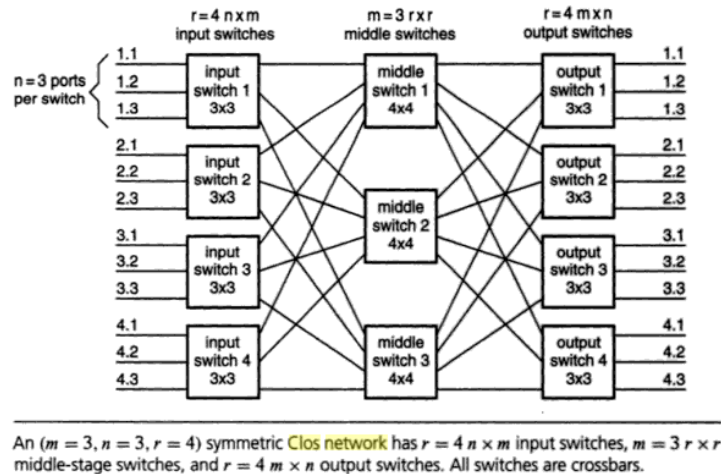 r = 4 n x m
input switches
m = 3 r x r
middle switches
r = 4 m x n
output switches
n = 3 ports
per switch
1.1
1.2
1.3
2.1
2.2
2.3
3.1
3.2
3.3
4.1
4.2
4.3
input
switch 1
3x3
input
switch 2
3x3
input
switch 3
3x3
input
switch 4
3x3
middle
switch 1
4x4
middle
switch 2
4x4
middle
switch 3
4x4
output
switch 1
3x3
output
switch 2
3x3
output
switch 3
3x3
output
switch 4
3x3
1.1
1.2
1.3
2.1
2.2
2.3
3.1
3.2
3.3
4.1
4.2
4.3
An (m = 3, n = 3, r = 4) symmetric Clos network has r = 4 n × m input switches, m = 3 r × r
middle-stage switches, and r = 4 m × n output switches. All switches are crossbars.